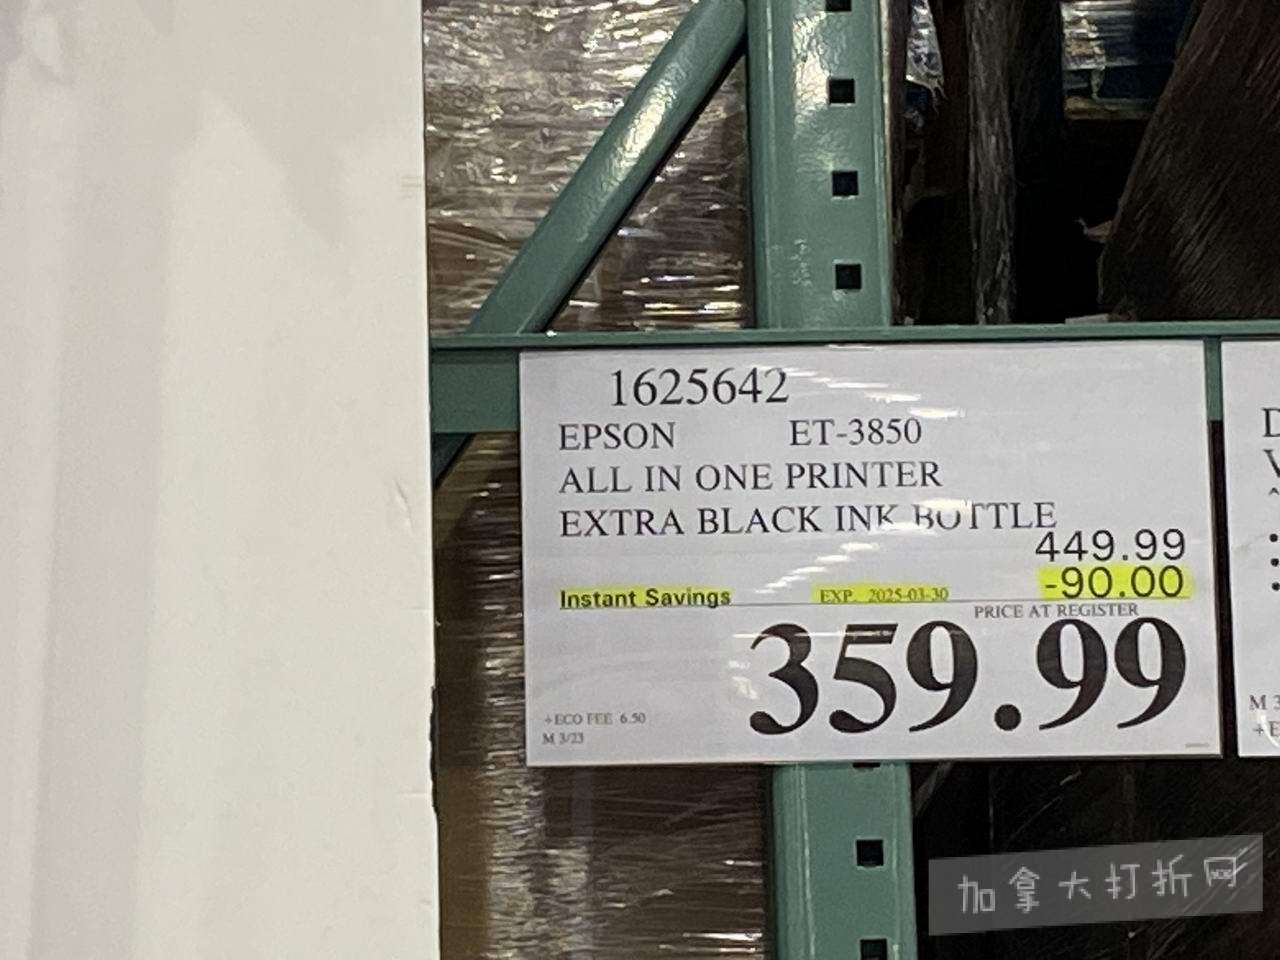 1625642
EPSON ET-3850
ALL IN ONE PRINTER
EXTRA BLACK INK BOTTLE
449.99
Instant Savings EXP. 2025-03-30 -90.00
PRICE AT REGISTER
359.99
+ECO FEE 6.50
M 3/23
D
V
M 3
+E
加拿大打折网